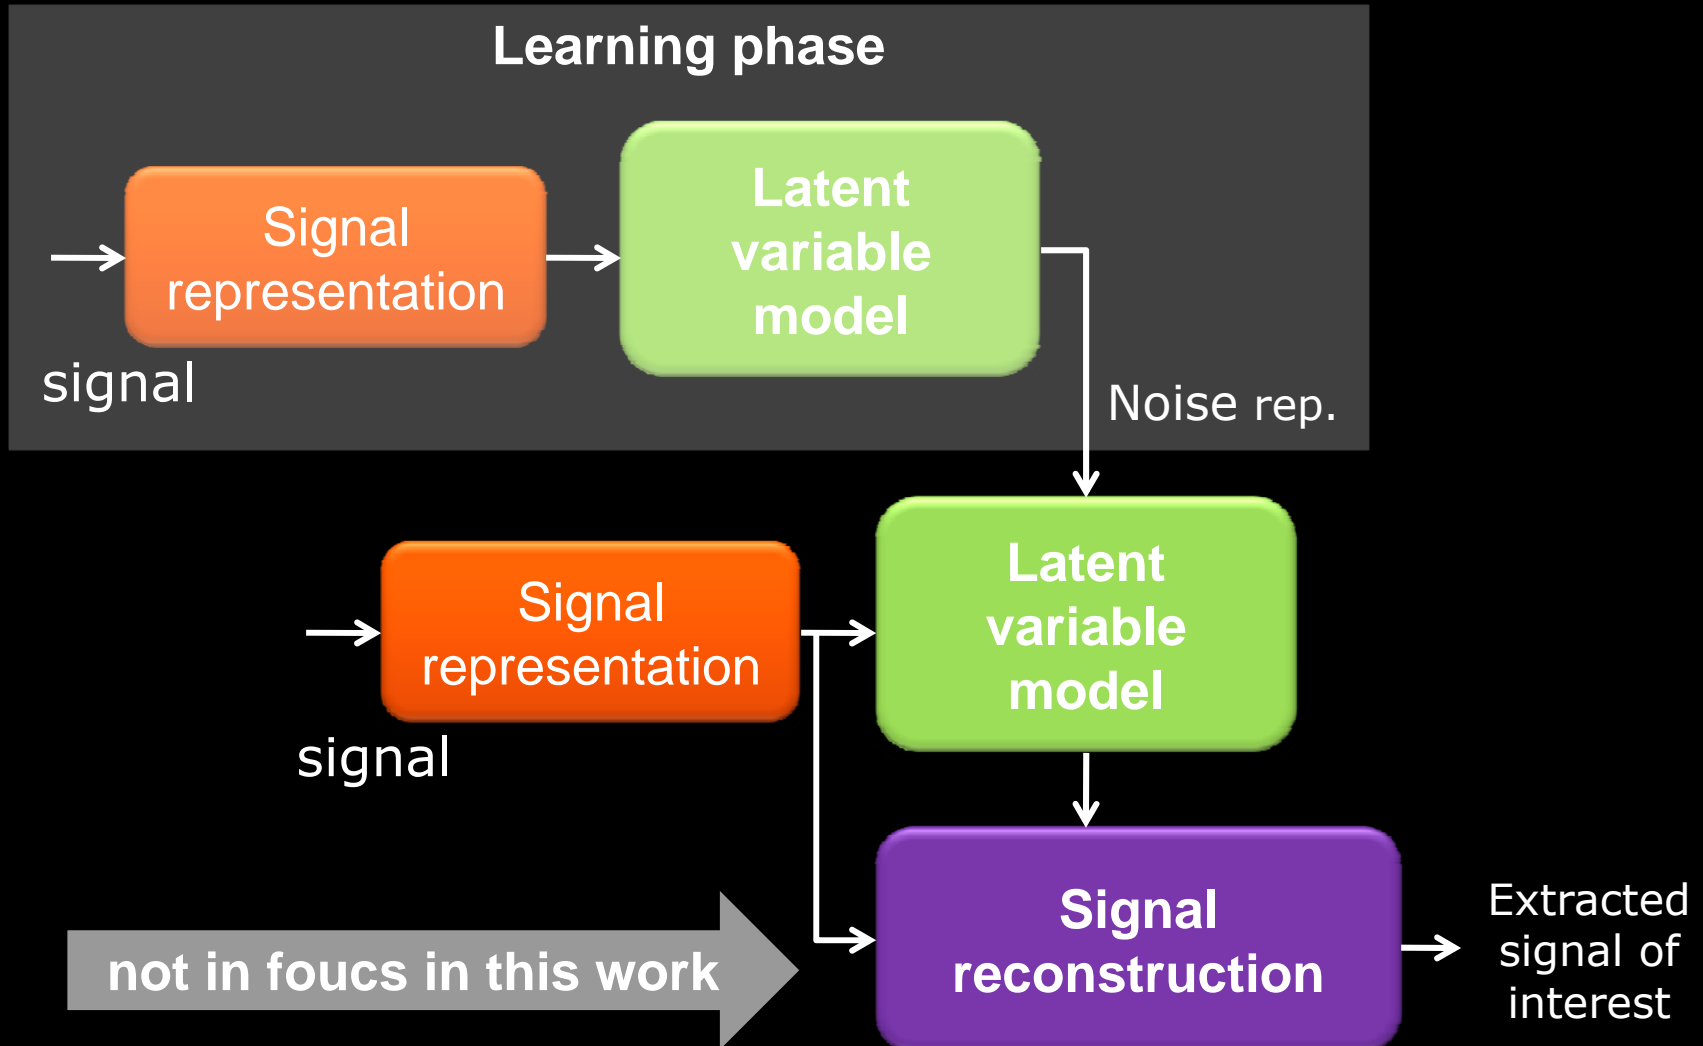 Learning phase
Signal
representation
Latent
variable
model
signal
Noise rep.
Signal
representation
signal
Latent
variable
model
not in foucs in this work
Signal
reconstruction
Extracted
signal of
interest